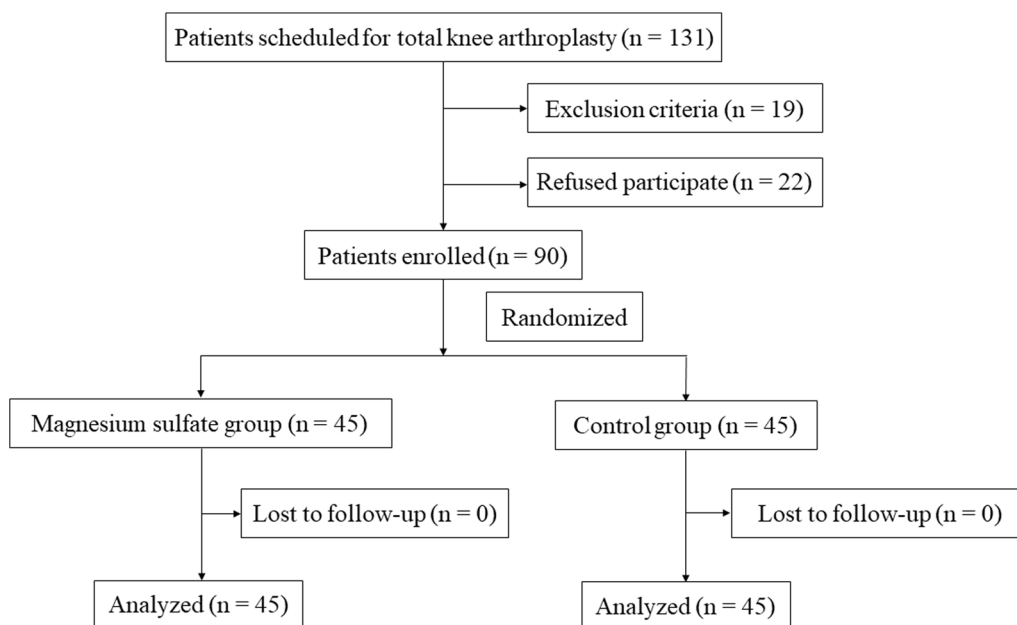 Patients scheduled for total knee arthroplasty (n = 131)
Exclusion criteria (n = 19)
Refused participate (n = 22)
Patients enrolled (n = 90)
Randomized
Magnesium sulfate group (n = 45)
Control group (n = 45)
Lost to follow-up (n = 0)
Lost to follow-up (n = 0)
Analyzed (n = 45)
Analyzed (n = 45)